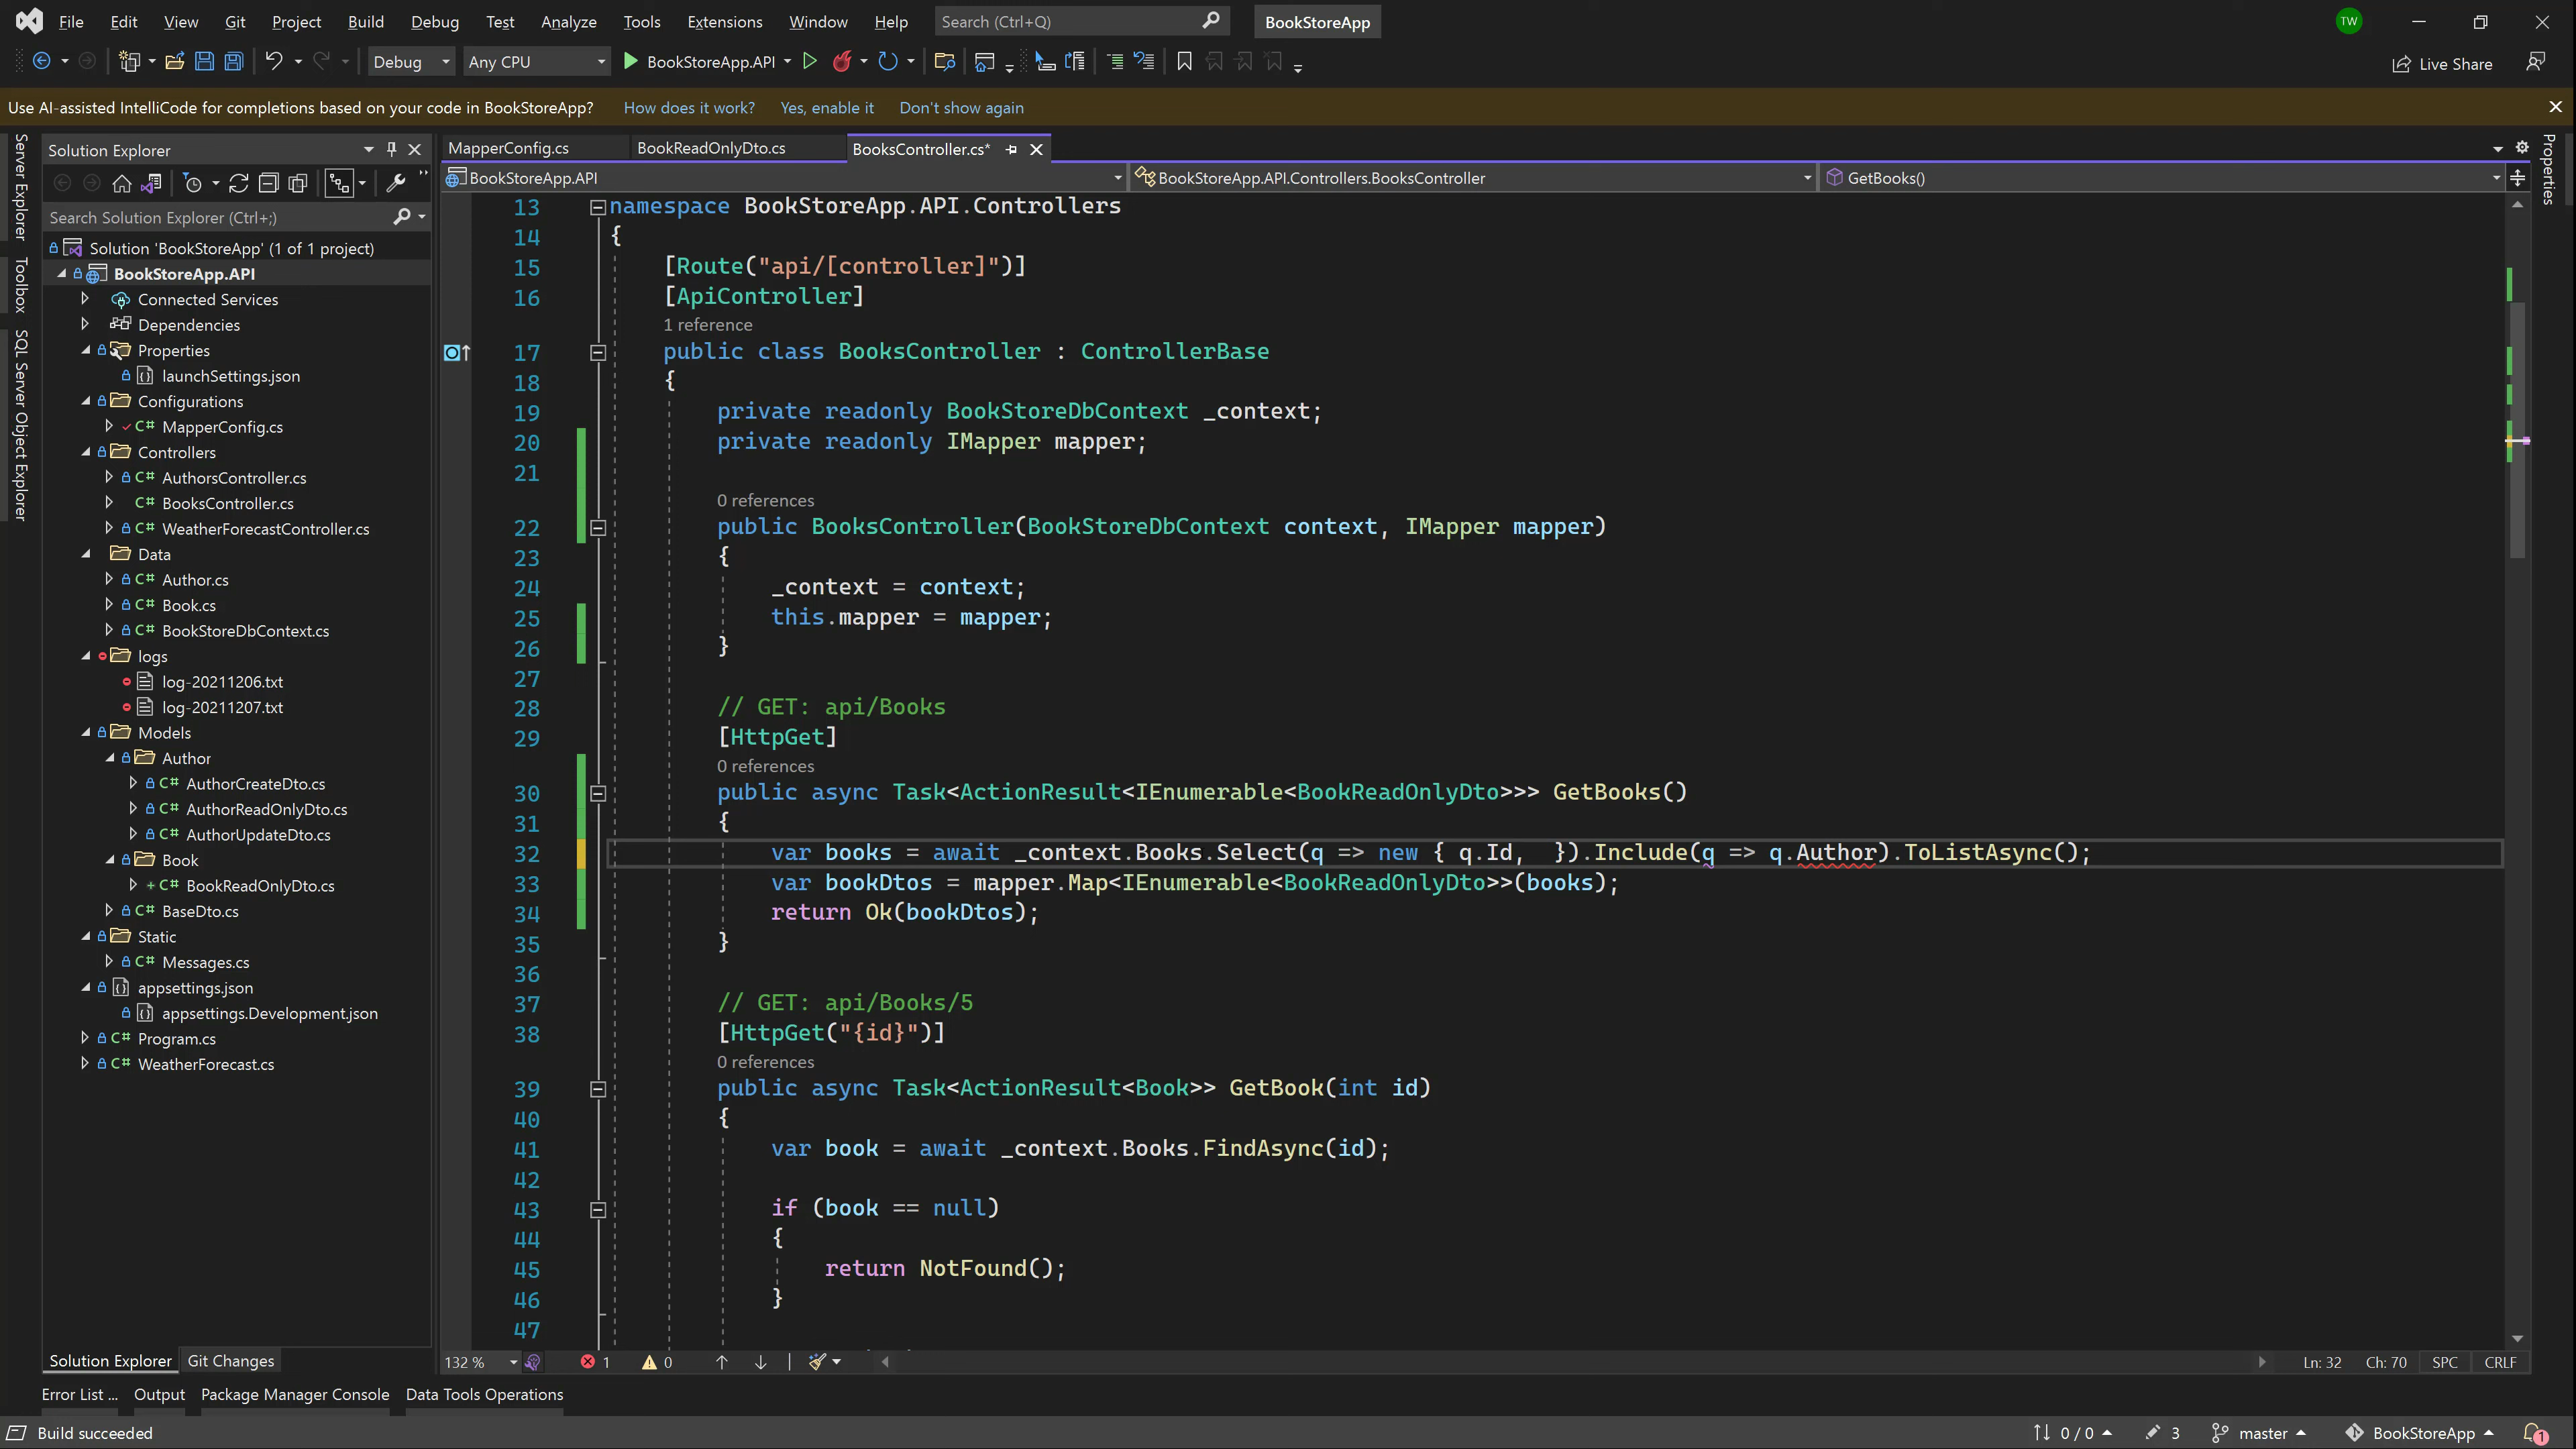 File Edit View Git Project Build Debug Test Analyze Tools Extensions Window Help Search (Ctrl+Q) BookStoreApp TW
Debug Any CPU BookStoreApp.API Live Share
Use AI-assisted IntelliCode for completions based on your code in BookStoreApp? How does it work? Yes, enable it Don't show again
Server Explorer
Toolbox
SQL Server Object Explorer
Solution Explorer
Search Solution Explorer (Ctrl+;)
Solution 'BookStoreApp' (1 of 1 project)
BookStoreApp.API
Connected Services
Dependencies
Properties
launchSettings.json
Configurations
MapperConfig.cs
Controllers
AuthorsController.cs
BooksController.cs
WeatherForecastController.cs
Data
Author.cs
Book.cs
BookStoreDbContext.cs
logs
log-20211206.txt
log-20211207.txt
Models
Author
AuthorCreateDto.cs
AuthorReadOnlyDto.cs
AuthorUpdateDto.cs
Book
BookReadOnlyDto.cs
BaseDto.cs
Static
Messages.cs
appsettings.json
appsettings.Development.json
Program.cs
WeatherForecast.cs
Solution Explorer Git Changes
MapperConfig.cs BookReadOnlyDto.cs BooksController.cs*
BookStoreApp.API BookStoreApp.API.Controllers.BooksController GetBooks()
Properties
13 namespace BookStoreApp.API.Controllers
14 {
15 [Route("api/[controller]")]
16 [ApiController]
1 reference
17 public class BooksController : ControllerBase
18 {
19 private readonly BookStoreDbContext _context;
20 private readonly IMapper mapper;
21
0 references
22 public BooksController(BookStoreDbContext context, IMapper mapper)
23 {
24 _context = context;
25 this.mapper = mapper;
26 }
27
28 // GET: api/Books
29 [HttpGet]
0 references
30 public async Task<ActionResult<IEnumerable<BookReadOnlyDto>>> GetBooks()
31 {
32 var books = await _context.Books.Select(q => new { q.Id,  }).Include(q => q.Author).ToListAsync();
33 var bookDtos = mapper.Map<IEnumerable<BookReadOnlyDto>>(books);
34 return Ok(bookDtos);
35 }
36
37 // GET: api/Books/5
38 [HttpGet("{id}")]
0 references
39 public async Task<ActionResult<Book>> GetBook(int id)
40 {
41 var book = await _context.Books.FindAsync(id);
42
43 if (book == null)
44 {
45 return NotFound();
46 }
47
132 % 1 0 Ln: 32 Ch: 70 SPC CRLF
Error List ... Output Package Manager Console Data Tools Operations
Build succeeded 0 / 0 3 master BookStoreApp 1